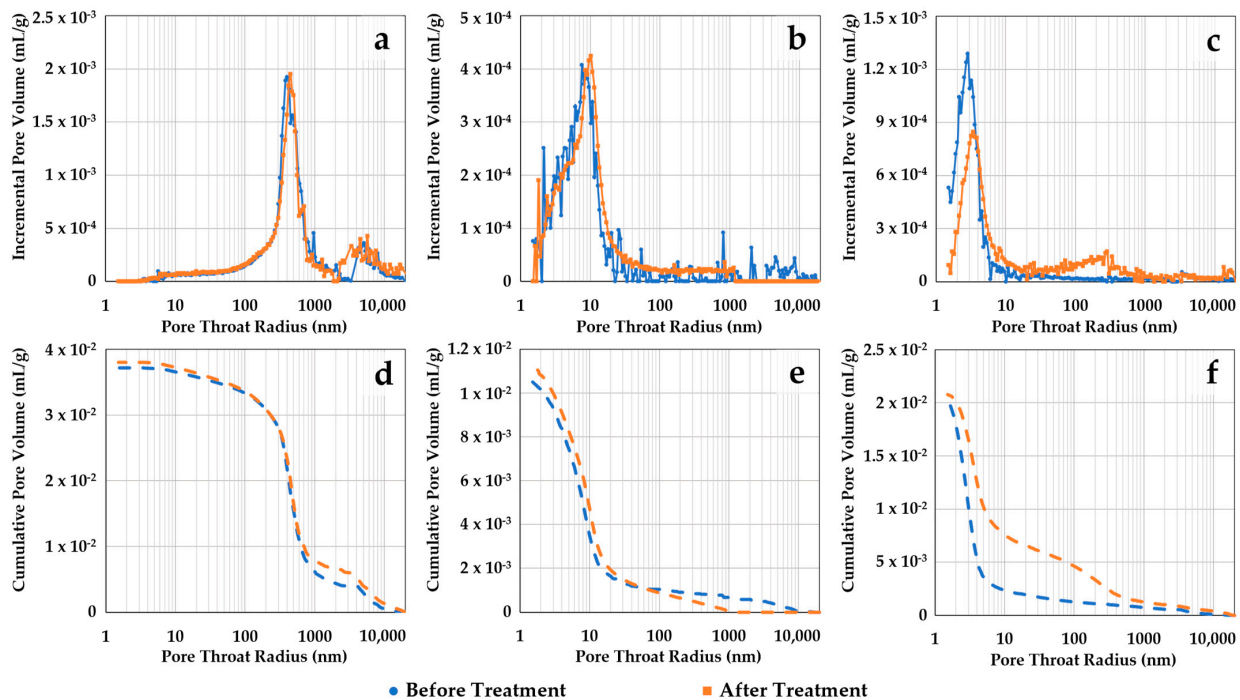 Incremental Pore Volume (mL/g)
2.5 x 10⁻³
2 x 10⁻³
1.5 x 10⁻³
1 x 10⁻³
5 x 10⁻⁴
0
a
1 10 100 1000 10,000
Pore Throat Radius (nm)
Incremental Pore Volume (mL/g)
5 x 10⁻⁴
4 x 10⁻⁴
3 x 10⁻⁴
2 x 10⁻⁴
1 x 10⁻⁴
0
b
1 10 100 1000 10,000
Pore Throat Radius (nm)
Incremental Pore Volume (mL/g)
1.5 x 10⁻³
1.2 x 10⁻³
9 x 10⁻⁴
6 x 10⁻⁴
3 x 10⁻⁴
0
c
1 10 100 1000 10,000
Pore Throat Radius (nm)
Cumulative Pore Volume (mL/g)
4 x 10⁻²
3 x 10⁻²
2 x 10⁻²
1 x 10⁻²
0
d
1 10 100 1000 10,000
Pore Throat Radius (nm)
Cumulative Pore Volume (mL/g)
1.2 x 10⁻²
1 x 10⁻²
8 x 10⁻³
6 x 10⁻³
4 x 10⁻³
2 x 10⁻³
0
e
1 10 100 1000 10,000
Pore Throat Radius (nm)
Cumulative Pore Volume (mL/g)
2.5 x 10⁻²
2 x 10⁻²
1.5 x 10⁻²
1 x 10⁻²
5 x 10⁻³
0
f
1 10 100 1000 10,000
Pore Throat Radius (nm)
Before Treatment
After Treatment